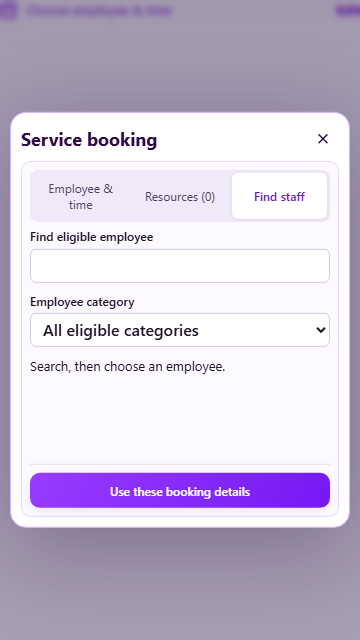 Choose employee & time
Service booking
Employee &
time
Resources (0)
Find staff
Find eligible employee
Employee category
All eligible categories
Search, then choose an employee.
Use these booking details